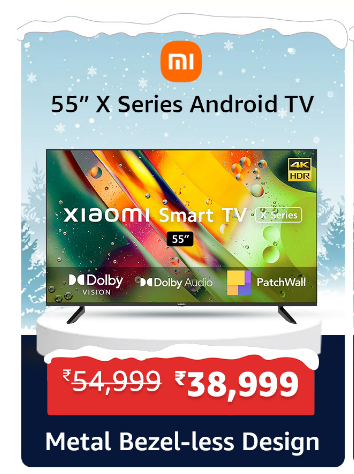 mi
55” X Series Android TV
4K
HDR
XIAOMI Smart TV X Series
55”
Dolby VISION Dolby Audio PatchWall
₹54,999 ₹38,999
Metal Bezel-less Design